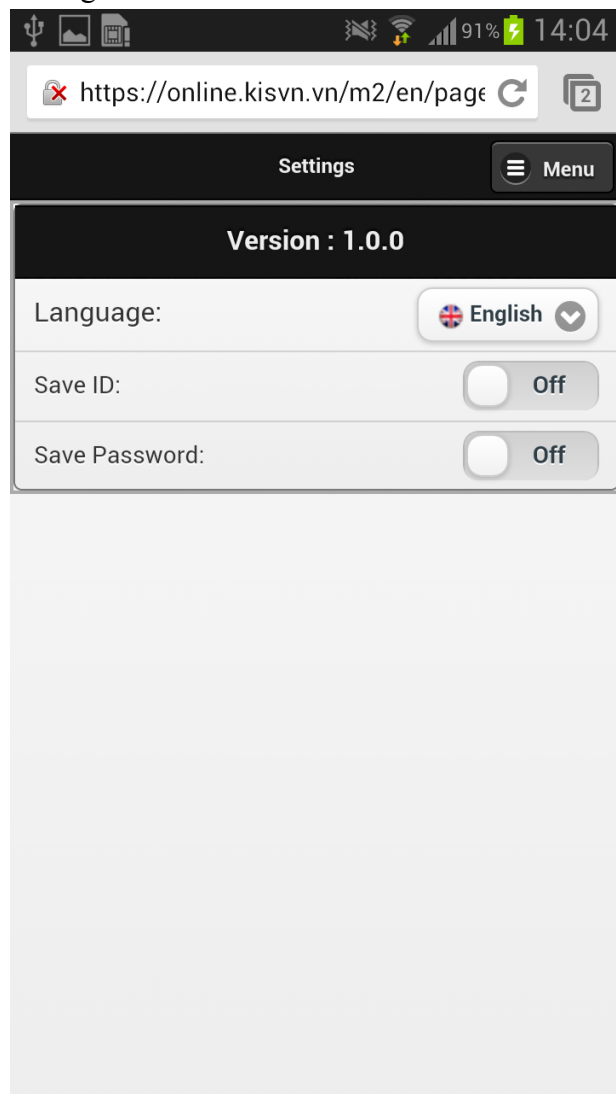 91% 14:04
https://online.kisvn.vn/m2/en/page 2
Settings Menu
Version : 1.0.0
Language: English
Save ID: Off
Save Password: Off